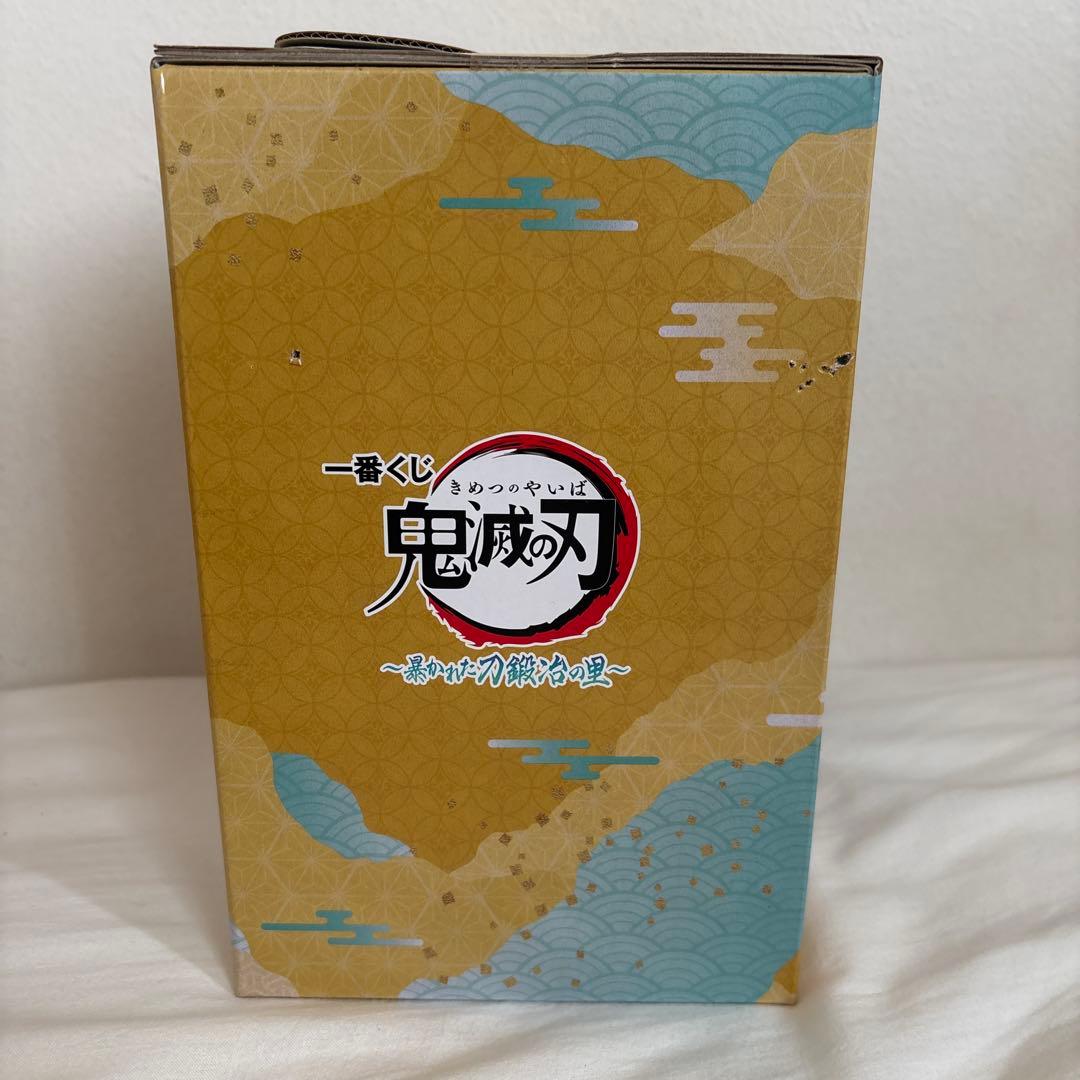 一番くじ
きめつのやいば
鬼滅の刃
～暴かれた刀鍛冶の里～